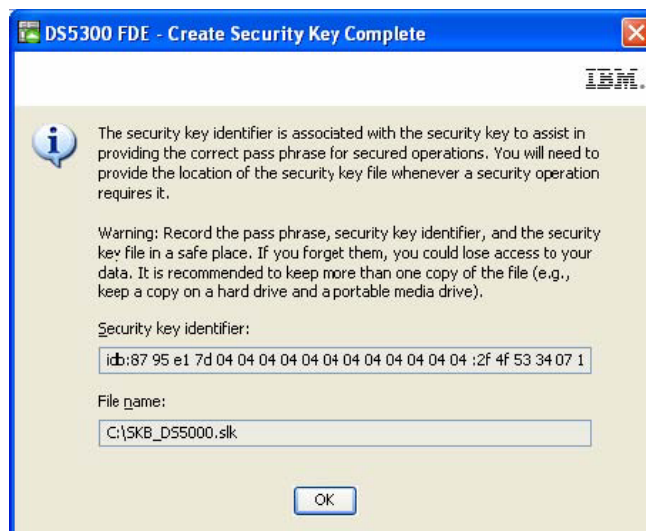 DS5300 FDE - Create Security Key Complete
IBM.
The security key identifier is associated with the security key to assist in
providing the correct pass phrase for secured operations. You will need to
provide the location of the security key file whenever a security operation
requires it.
Warning: Record the pass phrase, security key identifier, and the security
key file in a safe place. If you forget them, you could lose access to your
data. It is recommended to keep more than one copy of the file (e.g.,
keep a copy on a hard drive and a portable media drive).
Security key identifier:
idb:87 95 e1 7d 04 04 04 04 04 04 04 04 04 04 04 04 :2f 4f 53 34 07 1
File name:
C:\SKB_DS5000.slk
OK